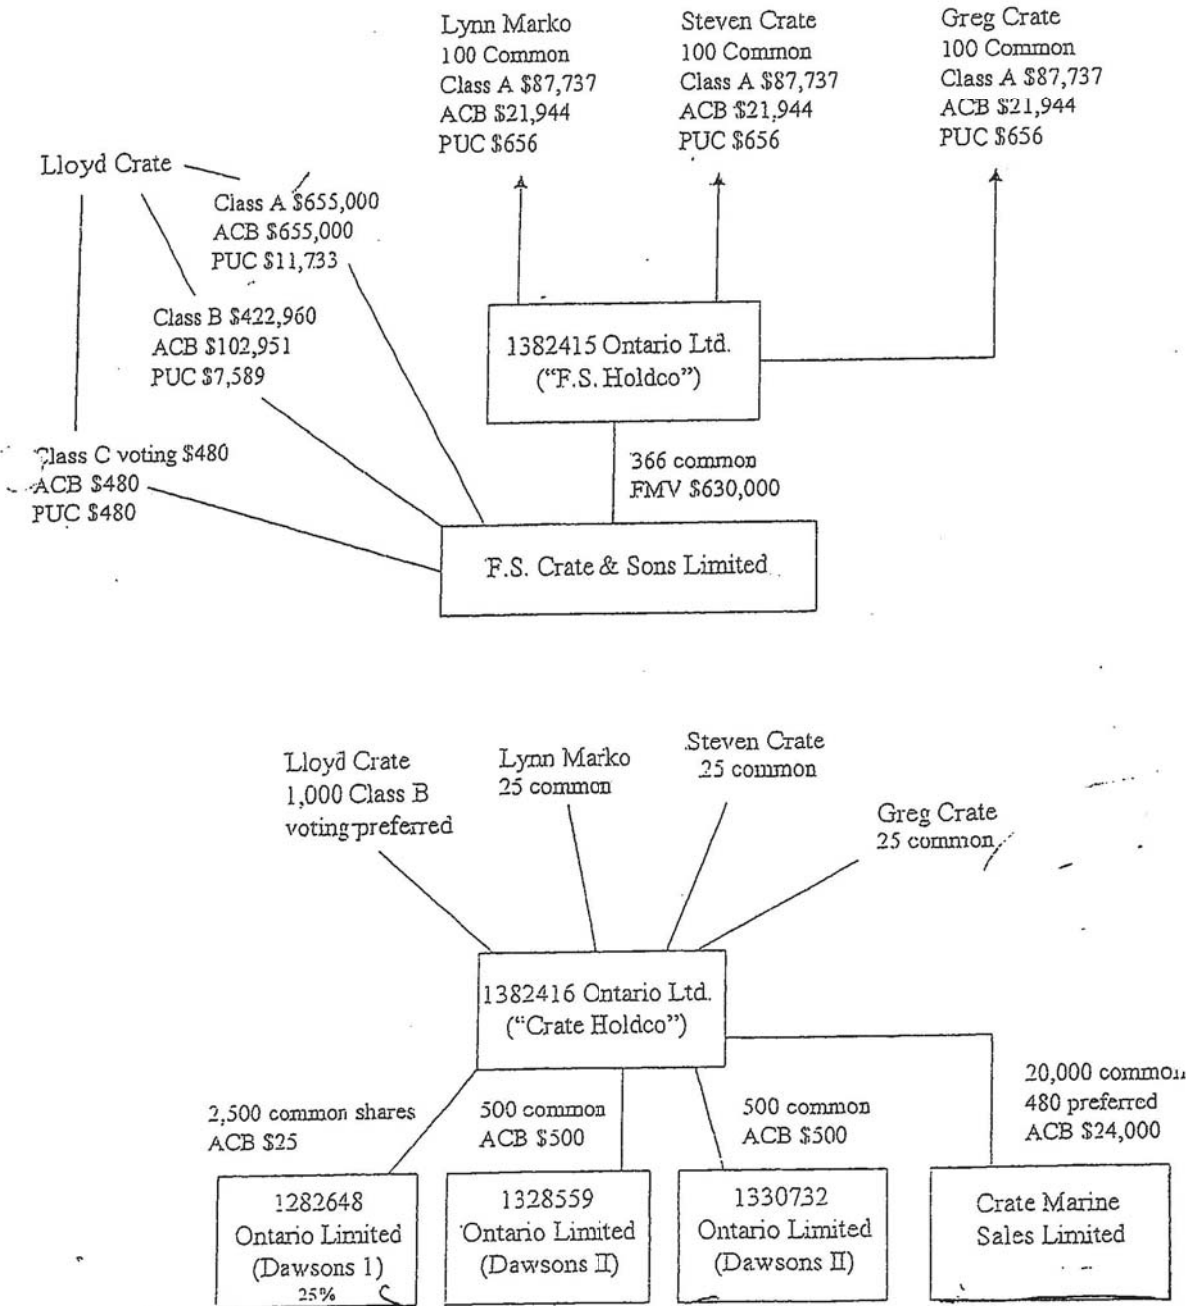 Lynn Marko
100 Common
Class A $87,737
ACB $21,944
PUC $656
Steven Crate
100 Common
Class A $87,737
ACB $21,944
PUC $656
Greg Crate
100 Common
Class A $87,737
ACB $21,944
PUC $656
Lloyd Crate
Class A $655,000
ACB $655,000
PUC $11,733
Class B $422,960
ACB $102,951
PUC $7,589
Class C voting $480
ACB $480
PUC $480
1382415 Ontario Ltd.
("F.S. Holdco")
366 common
FMV $630,000
F.S. Crate & Sons Limited
Lloyd Crate
1,000 Class B
voting preferred
Lynn Marko
25 common
Steven Crate
25 common
Greg Crate
25 common
1382416 Ontario Ltd.
("Crate Holdco")
2,500 common shares
ACB $25
500 common
ACB $500
500 common
ACB $500
20,000 common
480 preferred
ACB $24,000
1282648
Ontario Limited
(Dawsons 1)
25%
1328559
Ontario Limited
(Dawsons II)
1330732
Ontario Limited
(Dawsons II)
Crate Marine
Sales Limited